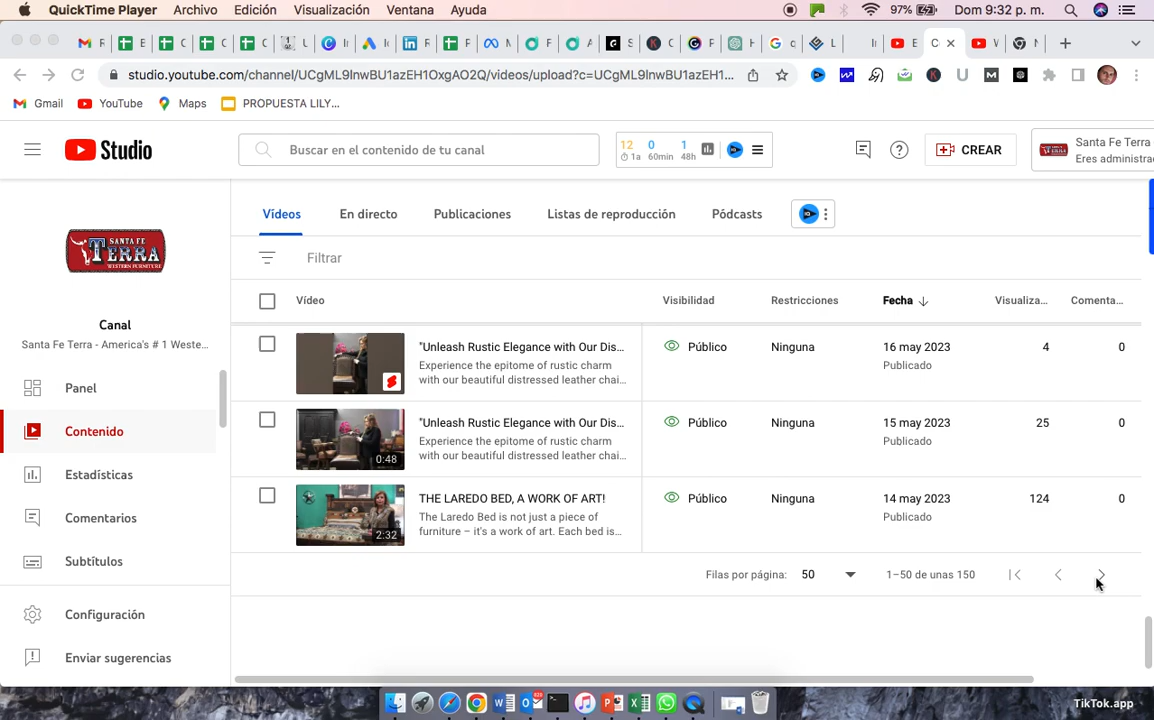 QuickTime Player Archivo Edición Visualización Ventana Ayuda 97% Dom 9:32 p. m.
studio.youtube.com/channel/UCgML9lnwBU1azEH1OxgAO2Q/videos/upload?c=UCgML9lnwBU1azEH1...
Gmail YouTube Maps PROPUESTA LILY...
Studio
Buscar en el contenido de tu canal
12 0 1
1a 60min 48h
CREAR
Santa Fe Terra
Eres administra
Vídeos En directo Publicaciones Listas de reproducción Pódcasts
Filtrar
SANTA FE
TERRA
WESTERN FURNITURE
Canal
Santa Fe Terra - America's # 1 Weste...
Panel
Contenido
Estadísticas
Comentarios
Subtítulos
Configuración
Enviar sugerencias
Vídeo Visibilidad Restricciones Fecha Visualiza... Comenta...
"Unleash Rustic Elegance with Our Dis... Público Ninguna 16 may 2023 4 0
Experience the epitome of rustic charm Publicado
with our beautiful distressed leather chai...
"Unleash Rustic Elegance with Our Dis... Público Ninguna 15 may 2023 25 0
Experience the epitome of rustic charm Publicado
with our beautiful distressed leather chai...
0:48
THE LAREDO BED, A WORK OF ART! Público Ninguna 14 may 2023 124 0
The Laredo Bed is not just a piece of Publicado
furniture – it's a work of art. Each bed is...
2:32
Filas por página: 50 1–50 de unas 150
TikTok.app